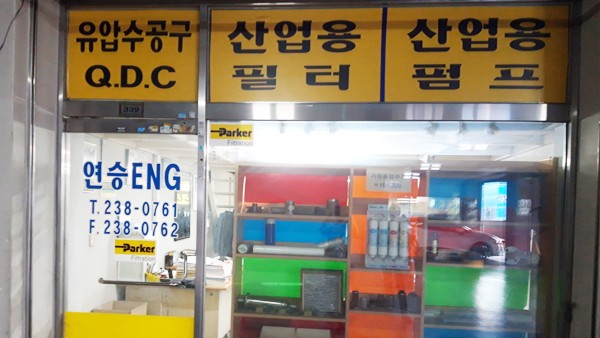 유압수공구
Q.D.C
산업용
필터
산업용
펌프
339
Parker
Filtration
연승ENG
T. 238-0761
F. 238-0762
Parker
Filtration